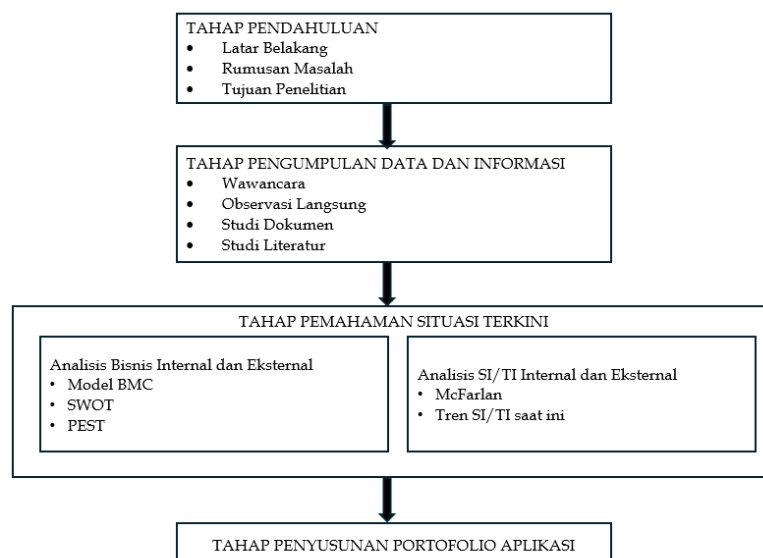 TAHAP PENDAHULUAN
• Latar Belakang
• Rumusan Masalah
• Tujuan Penelitian
TAHAP PENGUMPULAN DATA DAN INFORMASI
• Wawancara
• Observasi Langsung
• Studi Dokumen
• Studi Literatur
TAHAP PEMAHAMAN SITUASI TERKINI
Analisis Bisnis Internal dan Eksternal
• Model BMC
• SWOT
• PEST
Analisis SI/TI Internal dan Eksternal
• McFarlan
• Tren SI/TI saat ini
TAHAP PENYUSUNAN PORTOFOLIO APLIKASI